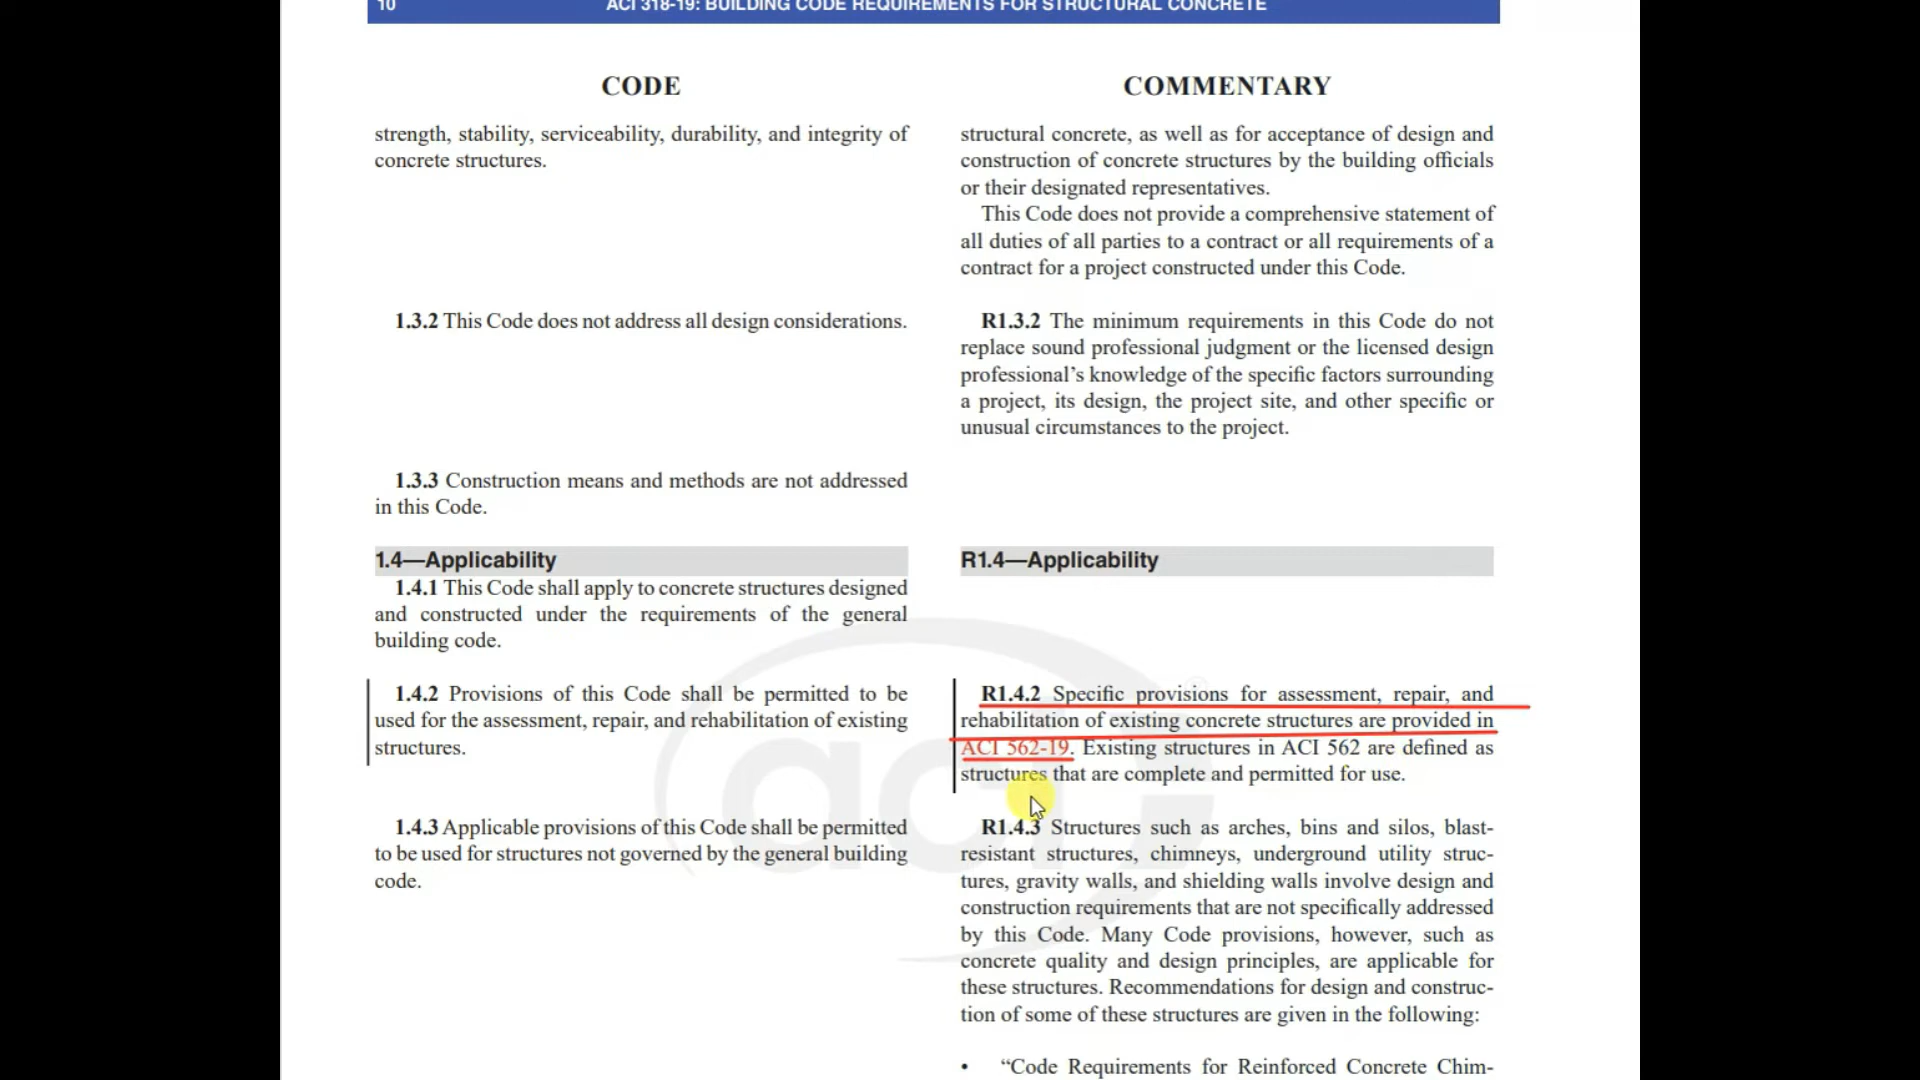 10 ACI 318-19: BUILDING CODE REQUIREMENTS FOR STRUCTURAL CONCRETE
CODE
strength, stability, serviceability, durability, and integrity of
concrete structures.
1.3.2 This Code does not address all design considerations.
1.3.3 Construction means and methods are not addressed
in this Code.
1.4—Applicability
1.4.1 This Code shall apply to concrete structures designed
and constructed under the requirements of the general
building code.
1.4.2 Provisions of this Code shall be permitted to be
used for the assessment, repair, and rehabilitation of existing
structures.
1.4.3 Applicable provisions of this Code shall be permitted
to be used for structures not governed by the general building
code.
COMMENTARY
structural concrete, as well as for acceptance of design and
construction of concrete structures by the building officials
or their designated representatives.
This Code does not provide a comprehensive statement of
all duties of all parties to a contract or all requirements of a
contract for a project constructed under this Code.
R1.3.2 The minimum requirements in this Code do not
replace sound professional judgment or the licensed design
professional’s knowledge of the specific factors surrounding
a project, its design, the project site, and other specific or
unusual circumstances to the project.
R1.4—Applicability
R1.4.2 Specific provisions for assessment, repair, and
rehabilitation of existing concrete structures are provided in
ACI 562-19. Existing structures in ACI 562 are defined as
structures that are complete and permitted for use.
R1.4.3 Structures such as arches, bins and silos, blast-
resistant structures, chimneys, underground utility struc-
tures, gravity walls, and shielding walls involve design and
construction requirements that are not specifically addressed
by this Code. Many Code provisions, however, such as
concrete quality and design principles, are applicable for
these structures. Recommendations for design and construc-
tion of some of these structures are given in the following:
• “Code Requirements for Reinforced Concrete Chim-
aci